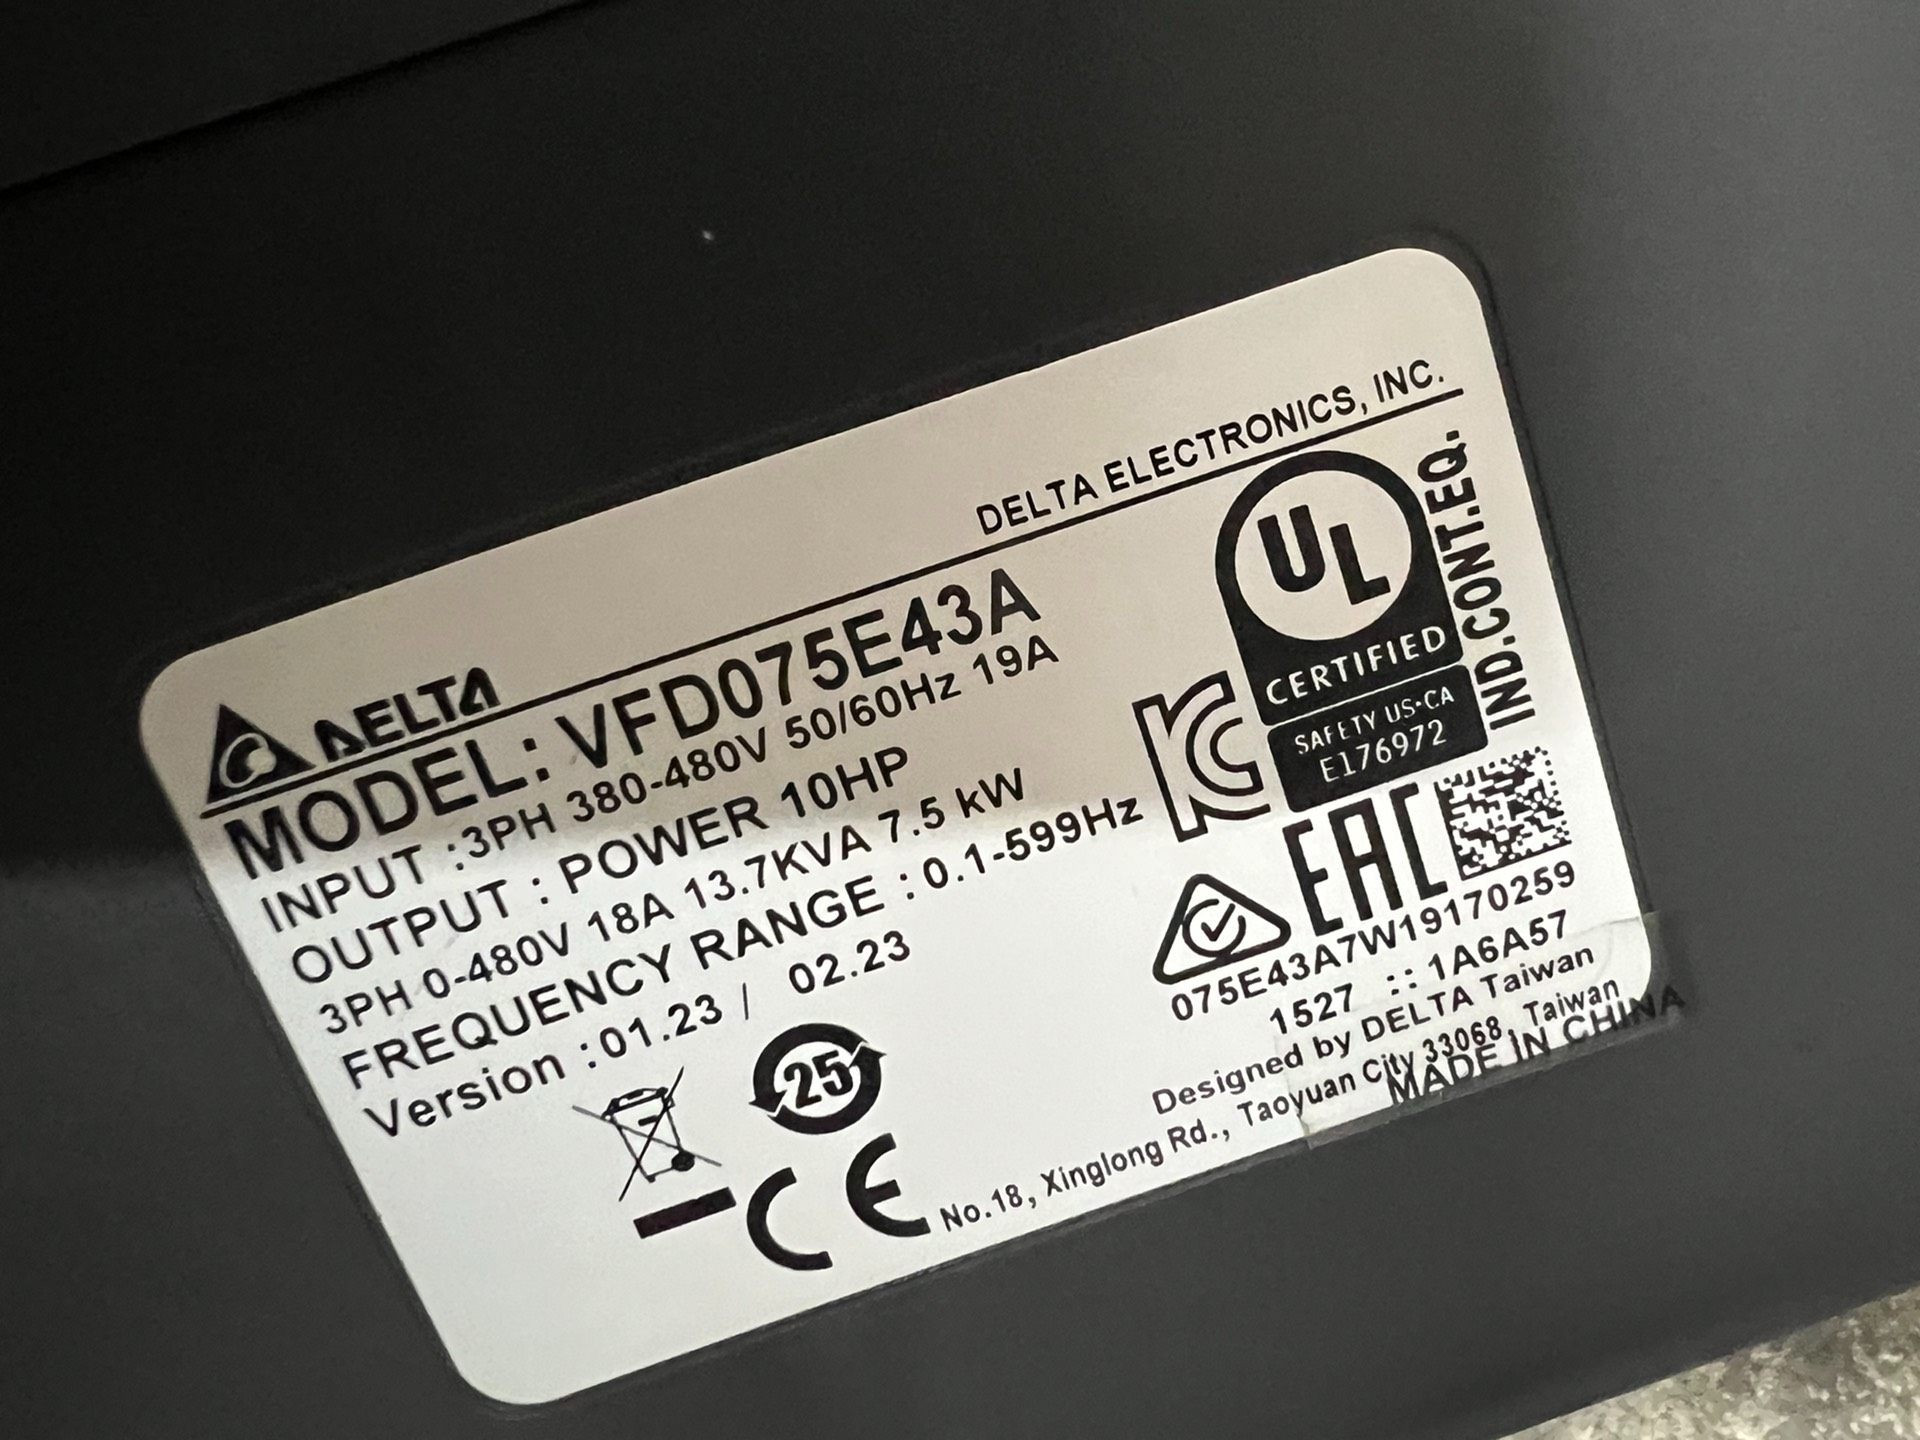 DELTA
DELTA ELECTRONICS, INC.
MODEL: VFD075E43A
INPUT :3PH 380-480V 50/60Hz 19A
OUTPUT : POWER 10HP
3PH 0-480V 18A 13.7KVA 7.5 kW
FREQUENCY RANGE : 0.1-599Hz
Version :01.23 / 02.23
25
CE
UL
CERTIFIED
SAFETY US-CA
E176972
IND.CONT.EQ.
KC
EAC
075E43A7W19170259
1527 :: 1A6A57
Designed by DELTA Taiwan
No.18, Xinglong Rd., Taoyuan City 33068, Taiwan
MADE IN CHINA